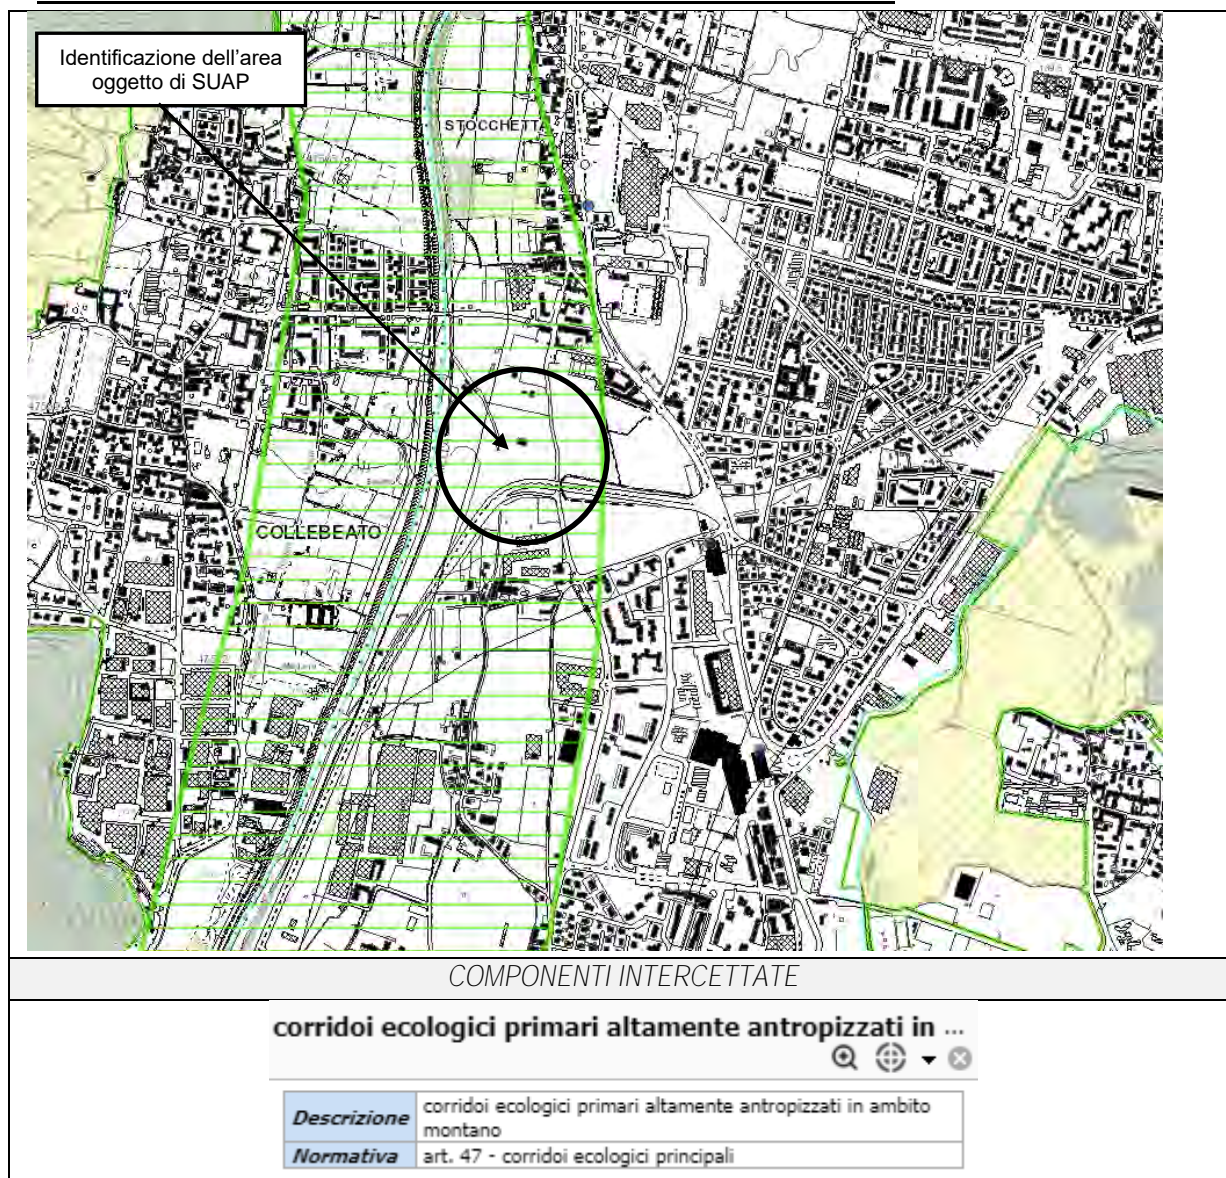 Identificazione dell'area
oggetto di SUAP
STOCCHETTA
COLLEBEATO
COMPONENTI INTERCETTATE
corridoi ecologici primari altamente antropizzati in ...
Descrizione corridoi ecologici primari altamente antropizzati in ambito
montano
Normativa art. 47 - corridoi ecologici principali